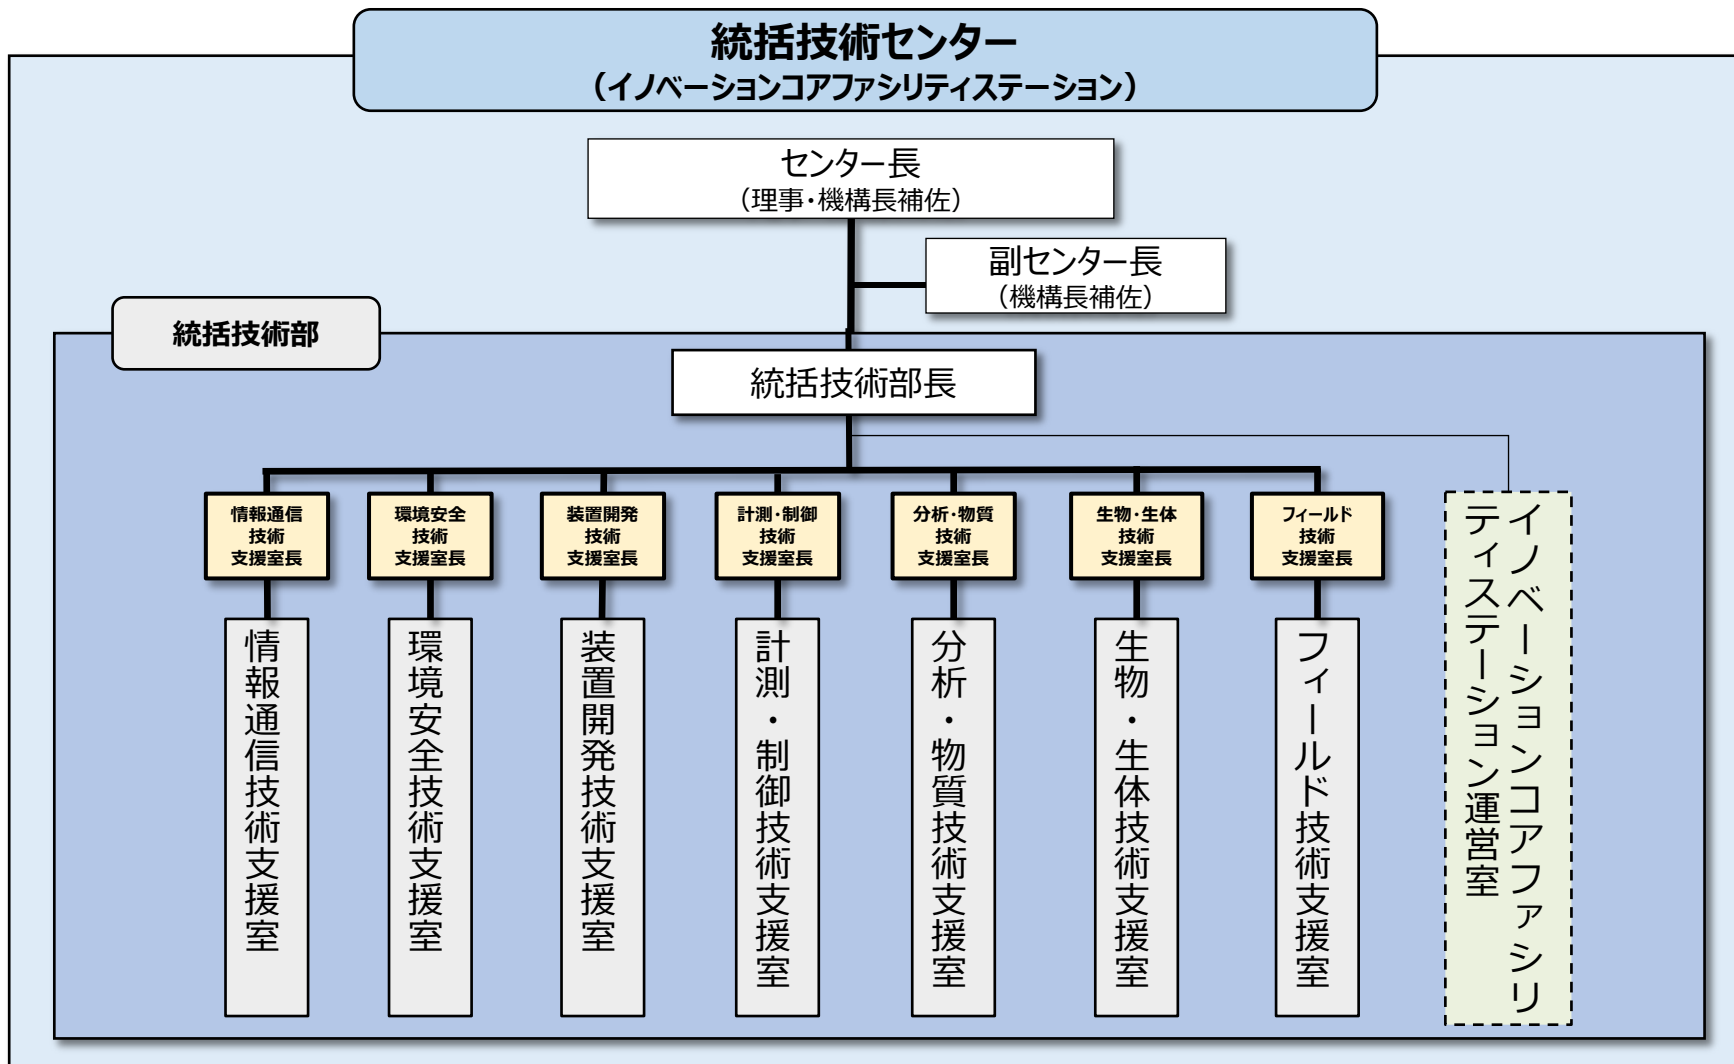 統括技術センター
（イノベーションコアファシリティステーション）
センター長
（理事・機構長補佐）
副センター長
（機構長補佐）
統括技術部
統括技術部長
情報通信
技術
支援室長
環境安全
技術
支援室長
装置開発
技術
支援室長
計測・制御
技術
支援室長
分析・物質
技術
支援室長
生物・生体
技術
支援室長
フィールド
技術
支援室長
情報通信技術支援室
環境安全技術支援室
装置開発技術支援室
計測・制御技術支援室
分析・物質技術支援室
生物・生体技術支援室
フィールド技術支援室
イノベーションコアファシリ
ティステーション運営室